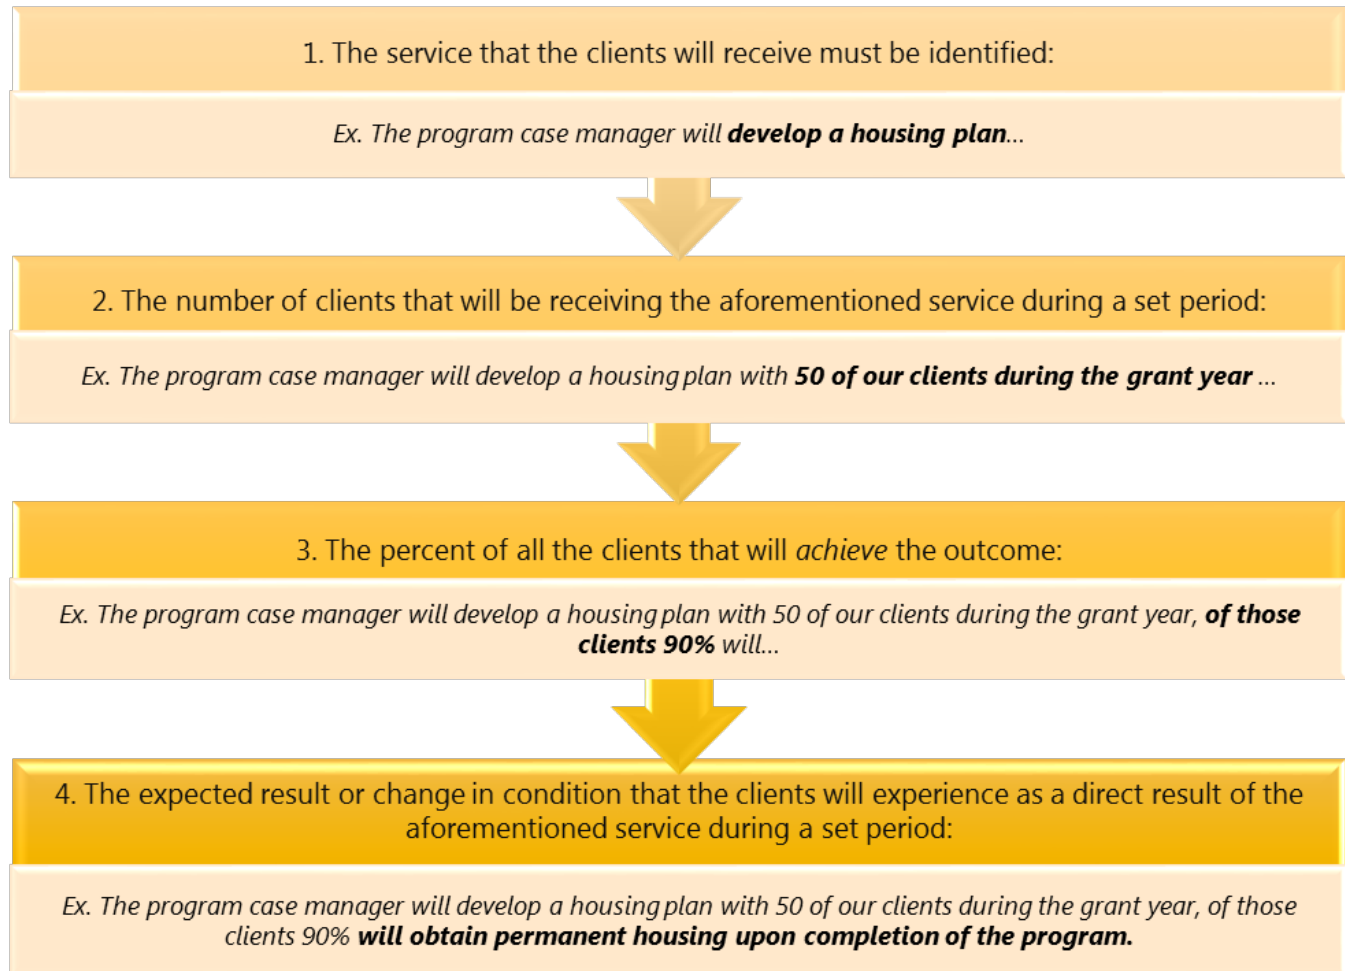 1. The service that the clients will receive must be identified:
Ex. The program case manager will develop a housing plan...
2. The number of clients that will be receiving the aforementioned service during a set period:
Ex. The program case manager will develop a housing plan with 50 of our clients during the grant year ...
3. The percent of all the clients that will achieve the outcome:
Ex. The program case manager will develop a housing plan with 50 of our clients during the grant year, of those
clients 90% will...
4. The expected result or change in condition that the clients will experience as a direct result of the
aforementioned service during a set period:
Ex. The program case manager will develop a housing plan with 50 of our clients during the grant year, of those
clients 90% will obtain permanent housing upon completion of the program.